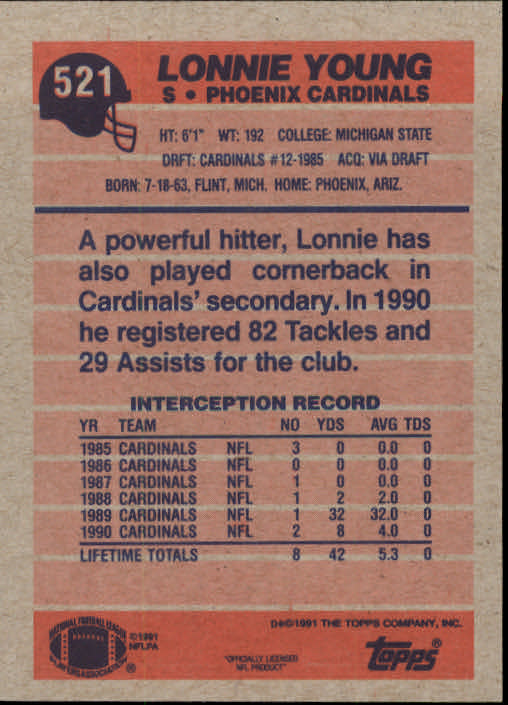 521
LONNIE YOUNG
S • PHOENIX CARDINALS
HT: 6'1" WT: 192 COLLEGE: MICHIGAN STATE
DRFT: CARDINALS #12-1985 ACQ: VIA DRAFT
BORN: 7-18-63, FLINT, MICH. HOME: PHOENIX, ARIZ.
A powerful hitter, Lonnie has
also played cornerback in
Cardinals' secondary. In 1990
he registered 82 Tackles and
29 Assists for the club.
INTERCEPTION RECORD
YR TEAM NO YDS AVG TDS
1985 CARDINALS NFL 3 0 0.0 0
1986 CARDINALS NFL 0 0 0.0 0
1987 CARDINALS NFL 1 0 0.0 0
1988 CARDINALS NFL 1 2 2.0 0
1989 CARDINALS NFL 1 32 32.0 0
1990 CARDINALS NFL 2 8 4.0 0
LIFETIME TOTALS 8 42 5.3 0
D*©1991 THE TOPPS COMPANY, INC.
NATIONAL FOOTBALL LEAGUE
PLAYERS ASSOCIATION ®
©1991
NFLPA
"OFFICIALLY LICENSED
NFL PRODUCT"
topps®